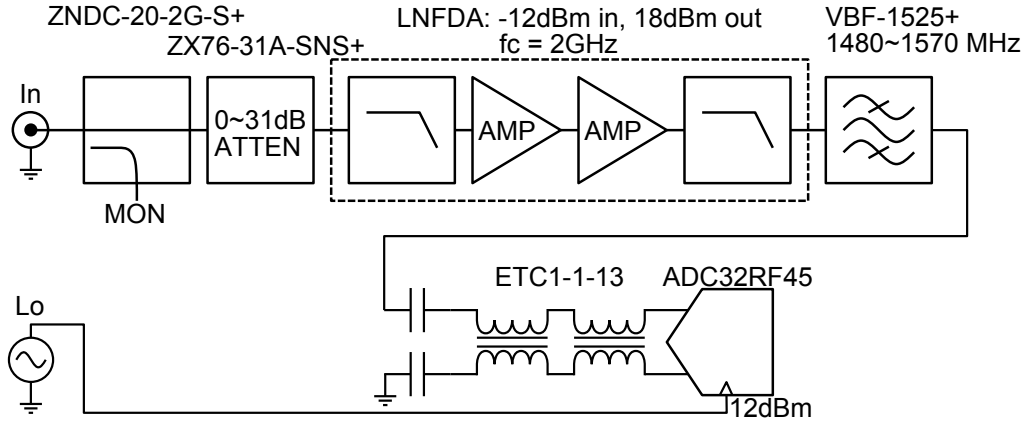 ZNDC-20-2G-S+
ZX76-31A-SNS+
LNFDA: -12dBm in, 18dBm out
fc = 2GHz
VBF-1525+
1480~1570 MHz
In
0~31dB
ATTEN
AMP
AMP
MON
ETC1-1-13
ADC32RF45
Lo
12dBm